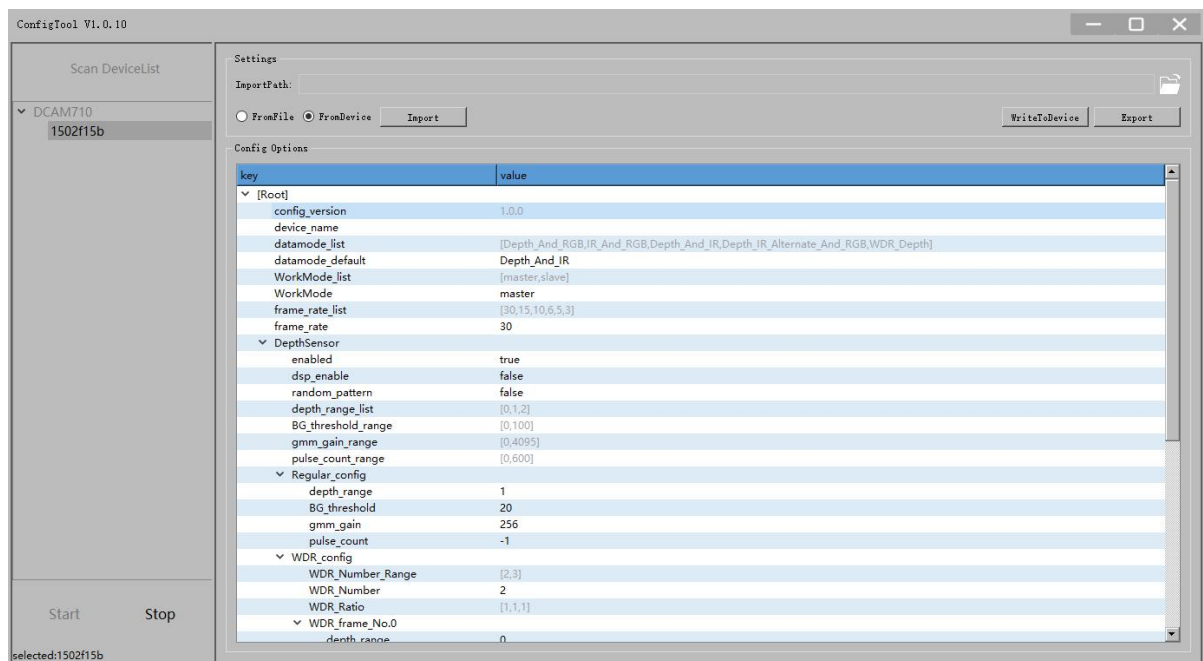 ConfigTool V1.0.10
Scan DeviceList
DCAM710
1502f15b
Start Stop
selected:1502f15b
Settings
ImportPath:
FromFile FromDevice Import WriteToDevice Export
Config Options
key value
[Root]
config_version 1.0.0
device_name
datamode_list [Depth_And_RGB,IR_And_RGB,Depth_And_IR,Depth_IR_Alternate_And_RGB,WDR_Depth]
datamode_default Depth_And_IR
WorkMode_list [master,slave]
WorkMode master
frame_rate_list [30,15,10,6,5,3]
frame_rate 30
DepthSensor
enabled true
dsp_enable false
random_pattern false
depth_range_list [0,1,2]
BG_threshold_range [0,100]
gmm_gain_range [0,4095]
pulse_count_range [0,600]
Regular_config
depth_range 1
BG_threshold 20
gmm_gain 256
pulse_count -1
WDR_config
WDR_Number_Range [2,3]
WDR_Number 2
WDR_Ratio [1,1,1]
WDR_frame_No.0
depth_range 0